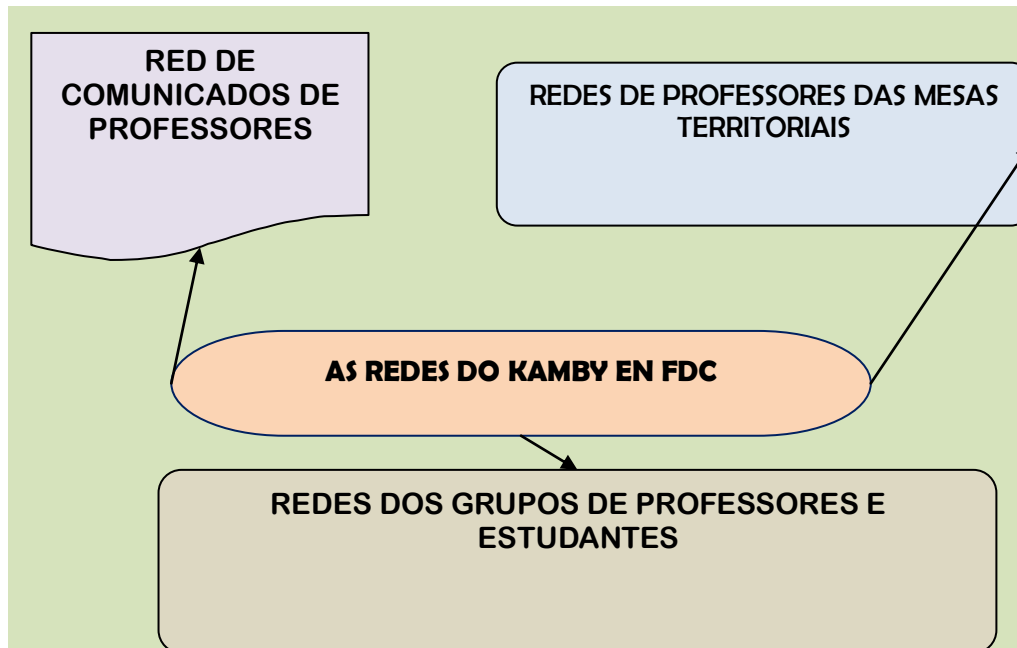 RED DE
COMUNICADOS DE
PROFESSORES
REDES DE PROFESSORES DAS MESAS
TERRITORIAIS
AS REDES DO KAMBY EN FDC
REDES DOS GRUPOS DE PROFESSORES E
ESTUDANTES